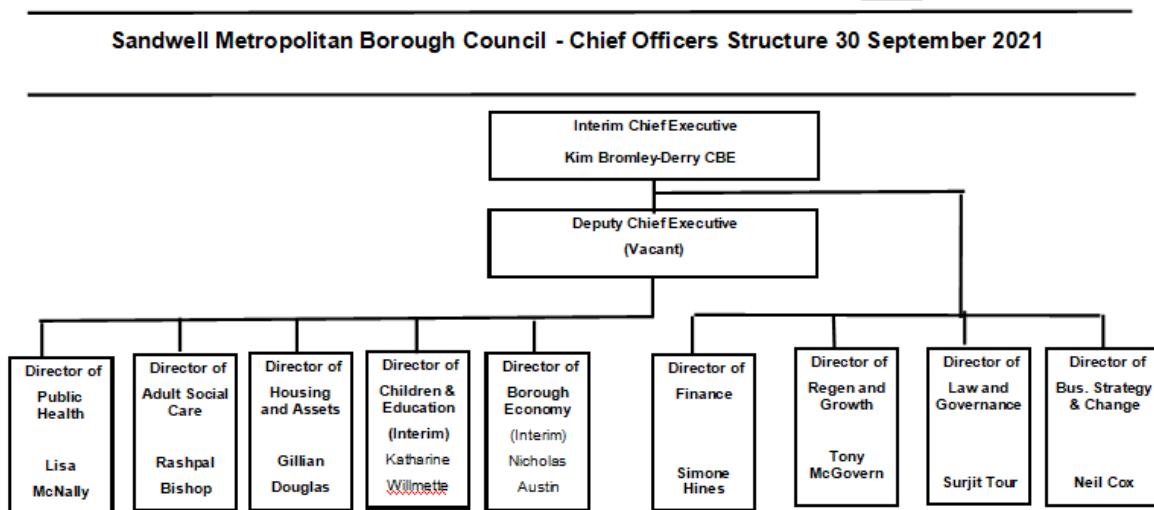 Sandwell Metropolitan Borough Council - Chief Officers Structure 30 September 2021
Interim Chief Executive
Kim Bromley-Derry CBE
Deputy Chief Executive
(Vacant)
Director of
Public
Health
Lisa
McNally
Director of
Adult Social
Care
Rashpal
Bishop
Director of
Housing
and Assets
Gillian
Douglas
Director of
Children &
Education
(Interim)
Katharine
Willmette
Director of
Borough
Economy
(Interim)
Nicholas
Austin
Director of
Finance
Simone
Hines
Director of
Regen and
Growth
Tony
McGovern
Director of
Law and
Governance
Surjit Tour
Director of
Bus. Strategy
& Change
Neil Cox